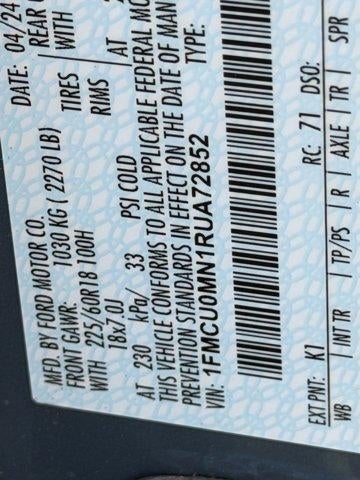 MFD. BY FORD MOTOR CO.
DATE: 04/24
FRONT GAWR: 1030 KG ( 2270 LB)
REAR
WITH 225/60R18 100H TIRES WITH
18x7.0J RIMS
AT 230 kPa/ 33 PSI COLD AT
THIS VEHICLE CONFORMS TO ALL APPLICABLE FEDERAL
PREVENTION STANDARDS IN EFFECT ON THE DATE OF MAN
VIN: 1FMCU0MN1RUA72852
TYPE:
EXT PNT: K1 RC: 71 DSO:
WB INT TR TP/PS R AXLE TR SPR